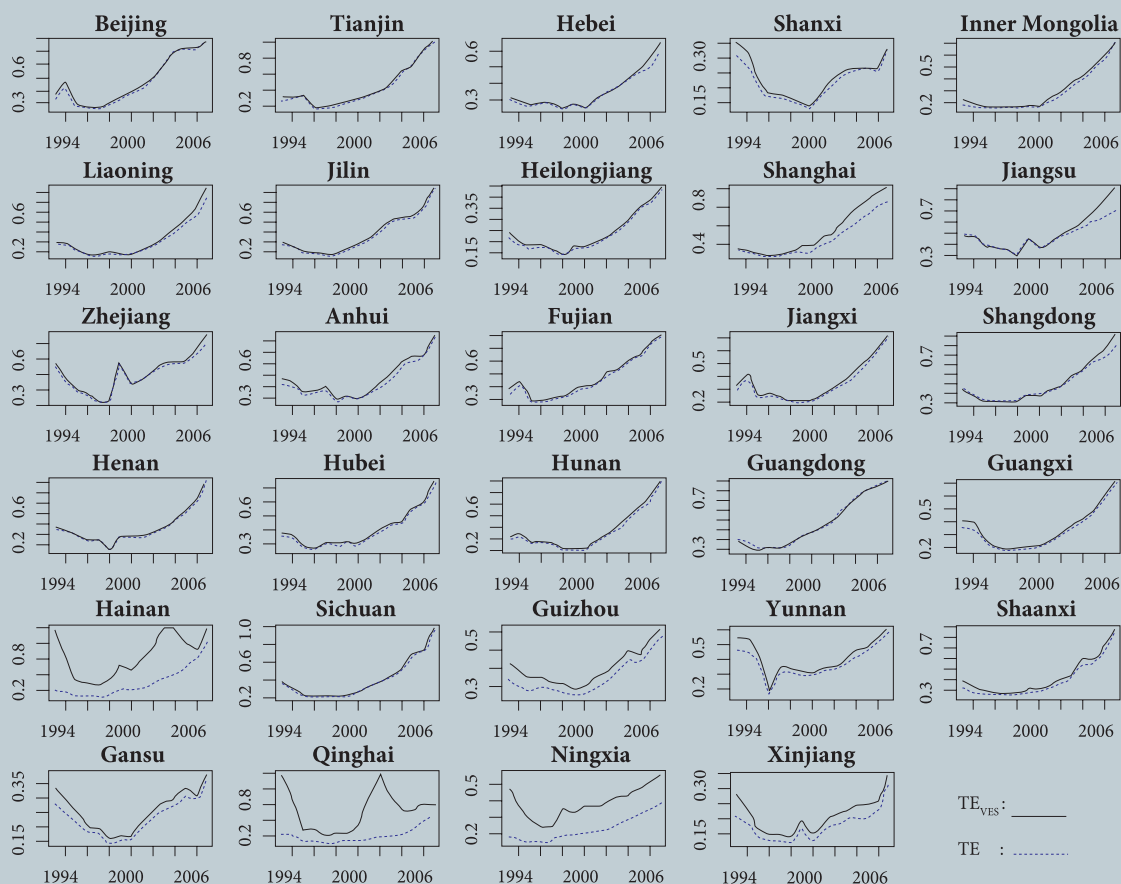 Beijing Tianjin Hebei Shanxi Inner Mongolia
0.3 0.6 0.2 0.8 0.3 0.6 0.15 0.30 0.2 0.5
1994 2000 2006 1994 2000 2006 1994 2000 2006 1994 2000 2006 1994 2000 2006
Liaoning Jilin Heilongjiang Shanghai Jiangsu
0.2 0.6 0.2 0.6 0.15 0.35 0.4 0.8 0.3 0.7
1994 2000 2006 1994 2000 2006 1994 2000 2006 1994 2000 2006 1994 2000 2006
Zhejiang Anhui Fujian Jiangxi Shangdong
0.3 0.6 0.3 0.6 0.3 0.6 0.2 0.5 0.3 0.7
1994 2000 2006 1994 2000 2006 1994 2000 2006 1994 2000 2006 1994 2000 2006
Henan Hubei Hunan Guangdong Guangxi
0.2 0.6 0.3 0.6 0.2 0.6 0.3 0.7 0.2 0.5
1994 2000 2006 1994 2000 2006 1994 2000 2006 1994 2000 2006 1994 2000 2006
Hainan Sichuan Guizhou Yunnan Shaanxi
0.2 0.8 0.2 0.6 1.0 0.3 0.5 0.2 0.5 0.3 0.7
1994 2000 2006 1994 2000 2006 1994 2000 2006 1994 2000 2006 1994 2000 2006
Gansu Qinghai Ningxia Xinjiang
0.15 0.35 0.2 0.8 0.2 0.5 0.15 0.30
TE VES :
TE :
1994 2000 2006 1994 2000 2006 1994 2000 2006 1994 2000 2006